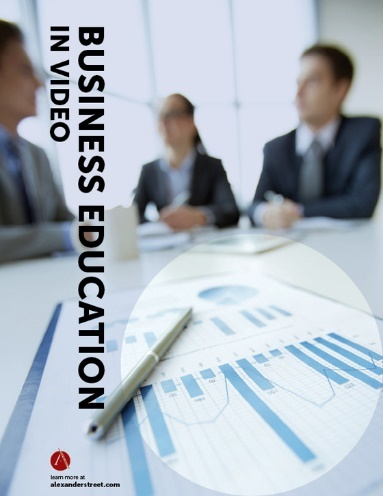 BUSINESS EDUCATION
IN VIDEO
learn more at
alexanderstreet.com